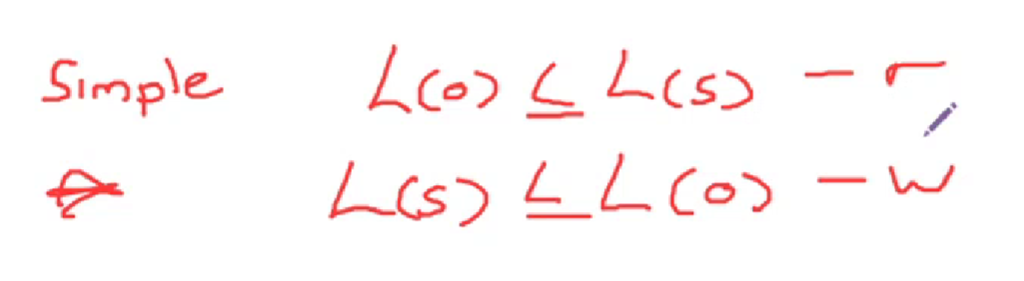 Simple L(o) ≤ L(s) - r
* L(s) ≤ L(o) - w